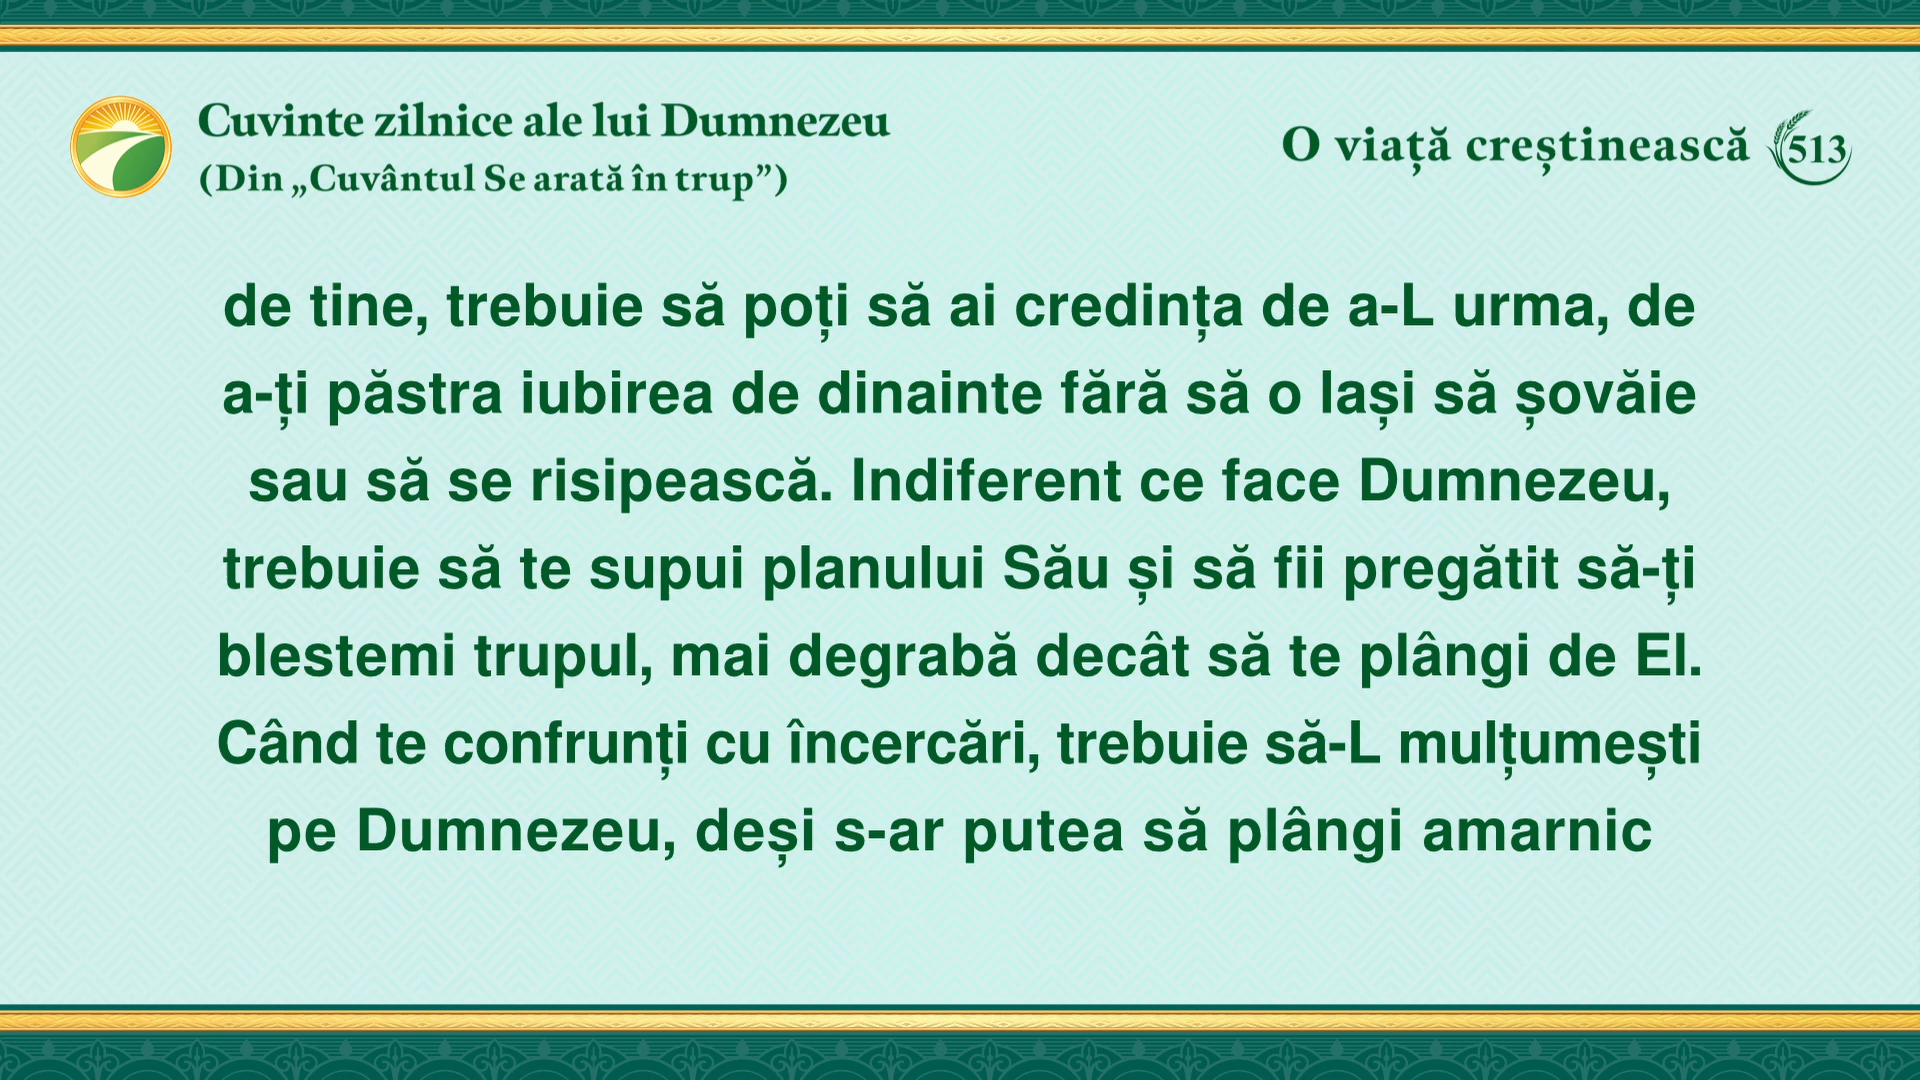 Cuvinte zilnice ale lui Dumnezeu
(Din „Cuvântul Se arată în trup”)
O viață creștinească 513
de tine, trebuie să poți să ai credința de a-L urma, de
a-ți păstra iubirea de dinainte fără să o lași să șovăie
sau să se risipească. Indiferent ce face Dumnezeu,
trebuie să te supui planului Său și să fii pregătit să-ți
blestemi trupul, mai degrabă decât să te plângi de El.
Când te confrunți cu încercări, trebuie să-L mulțumești
pe Dumnezeu, deși s-ar putea să plângi amarnic